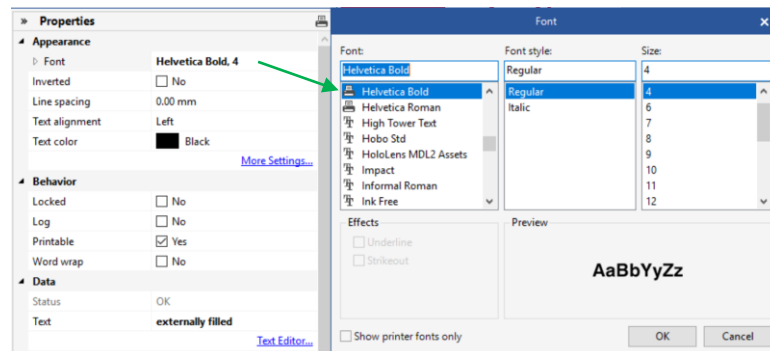 » Properties
Appearance
Font Helvetica Bold, 4
Inverted No
Line spacing 0.00 mm
Text alignment Left
Text color Black
More Settings...
Behavior
Locked No
Log No
Printable Yes
Word wrap No
Data
Status OK
Text externally filled
Text Editor...
Font
Font: Font style: Size:
Helvetica Bold Regular 4
Helvetica Bold Regular 4
Helvetica Roman Italic 6
High Tower Text 7
Hobo Std 8
HoloLens MDL2 Assets 9
Impact 10
Informal Roman 11
Ink Free 12
Effects Preview
Underline
Strikeout
AaBbYyZz
Show printer fonts only OK Cancel